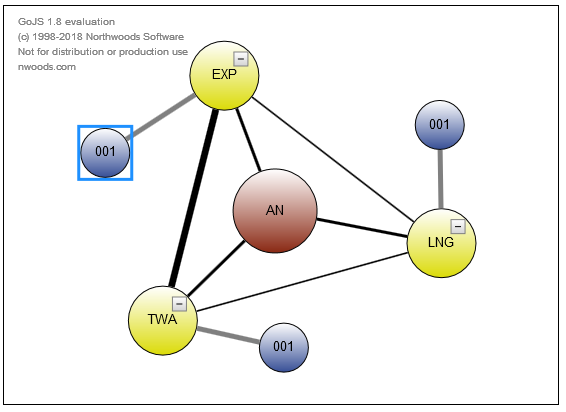 GoJS 1.8 evaluation
(c) 1998-2018 Northwoods Software
Not for distribution or production use
nwoods.com
EXP
001
001
AN
LNG
TWA
001